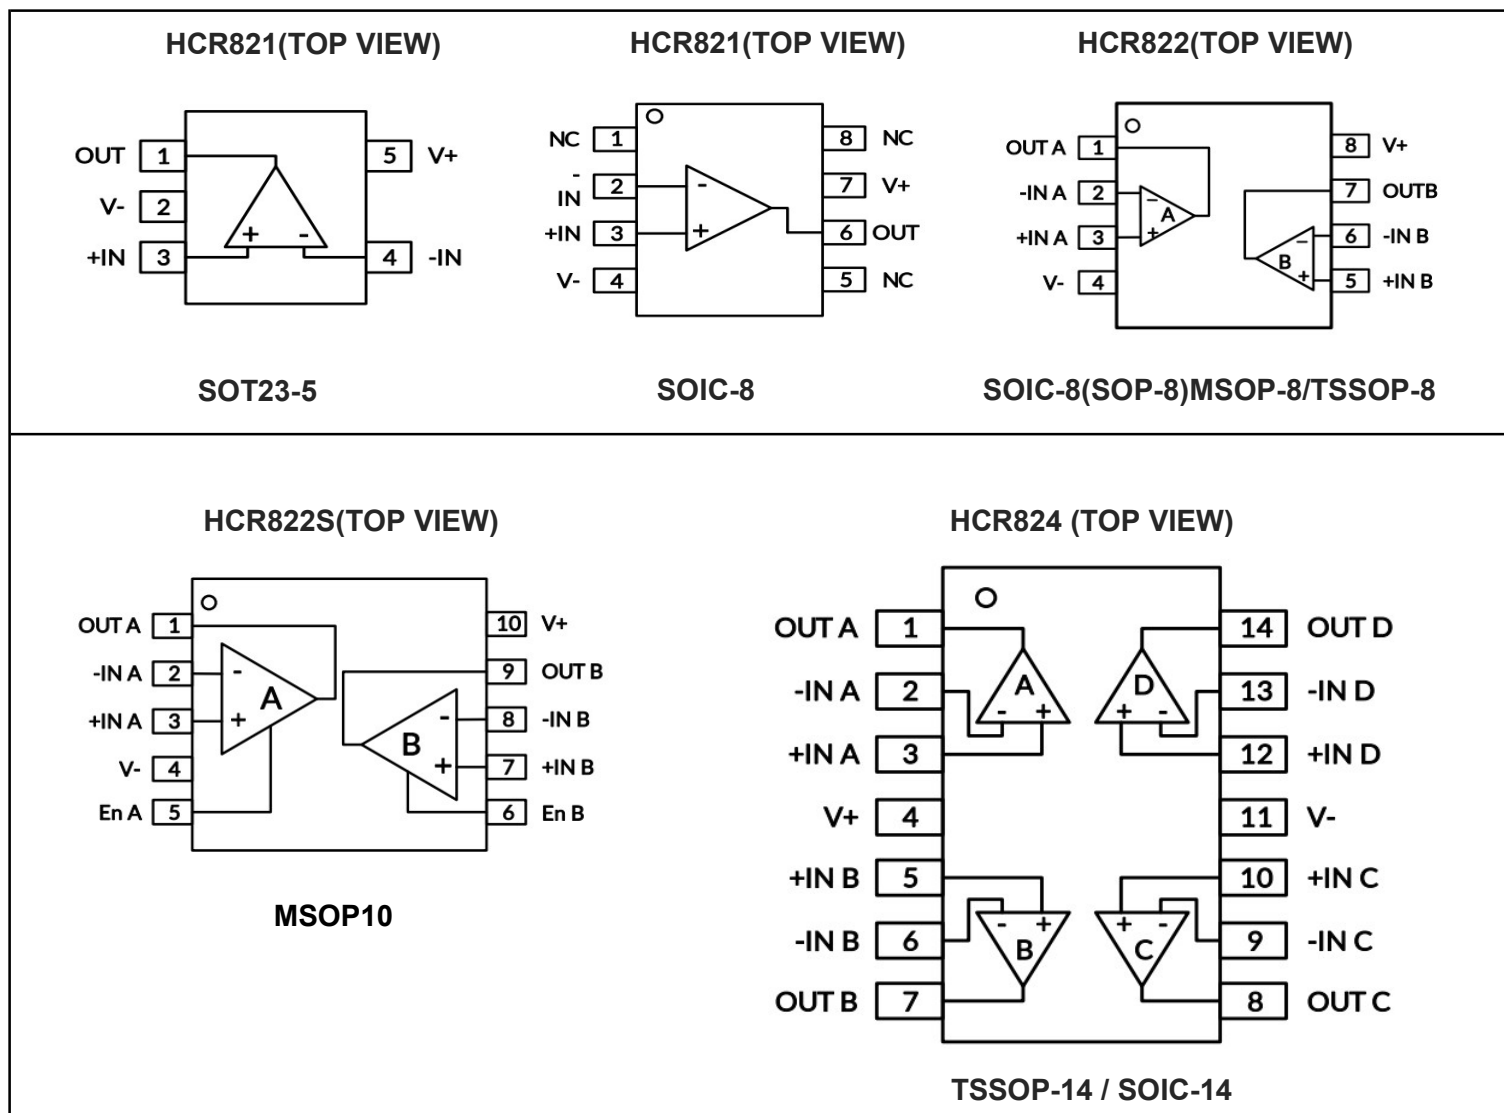 HCR821(TOP VIEW)
OUT 1
V- 2
+IN 3
5 V+
4 -IN
+ -
SOT23-5
HCR821(TOP VIEW)
NC 1
-
IN 2
+IN 3
V- 4
8 NC
7 V+
6 OUT
5 NC
-
+
SOIC-8
HCR822(TOP VIEW)
OUT A 1
-IN A 2
+IN A 3
V- 4
8 V+
7 OUTB
6 -IN B
5 +IN B
-
A
+
-
B
+
SOIC-8(SOP-8)MSOP-8/TSSOP-8
HCR822S(TOP VIEW)
OUT A 1
-IN A 2
+IN A 3
V- 4
En A 5
10 V+
9 OUT B
8 -IN B
7 +IN B
6 En B
-
A
+
-
B
+
MSOP10
HCR824 (TOP VIEW)
OUT A 1
-IN A 2
+IN A 3
V+ 4
+IN B 5
-IN B 6
OUT B 7
14 OUT D
13 -IN D
12 +IN D
11 V-
10 +IN C
9 -IN C
8 OUT C
A
- +
D
+ -
- +
B
+ -
C
TSSOP-14 / SOIC-14